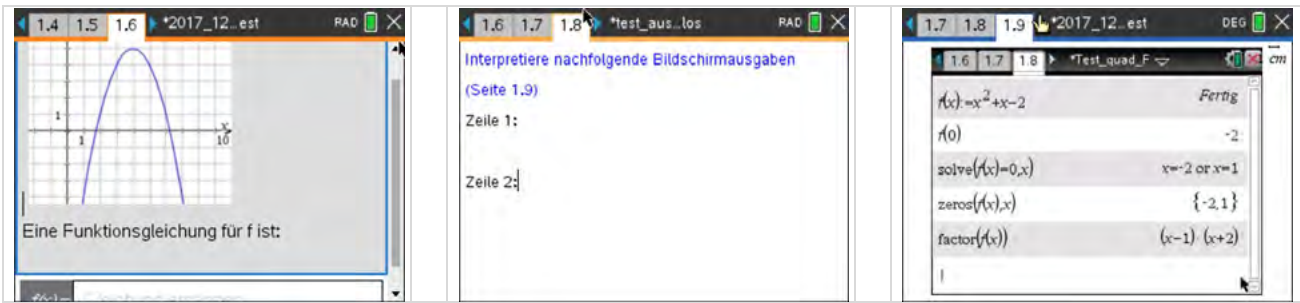 1.4 1.5 1.6 *2017_12...est RAD
1
1
x
10
Eine Funktionsgleichung für f ist:
1.6 1.7 1.8 *test_aus...los RAD
Interpretiere nachfolgende Bildschirmausgaben
(Seite 1.9)
Zeile 1:
Zeile 2:
1.7 1.8 1.9 *2017_12...est DEG
1.6 1.7 1.8 *Test_quad_F
cm
f(x):=x²+x−2 Fertig
f(0) -2
solve(f(x)=0,x) x=-2 or x=1
zeros(f(x),x) {-2,1}
factor(f(x)) (x−1)·(x+2)